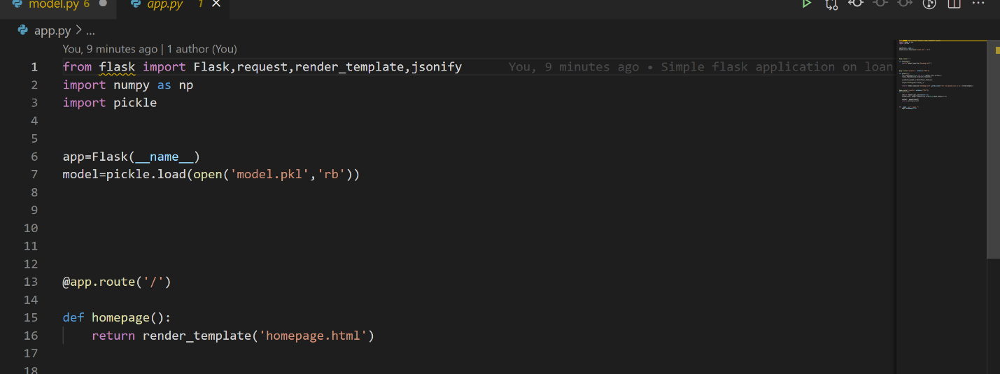 model.py 6
app.py 1
app.py > ...
You, 9 minutes ago | 1 author (You)
1 from flask import Flask,request,render_template,jsonify You, 9 minutes ago • Simple flask application on loan
2 import numpy as np
3 import pickle
4
5
6 app=Flask(__name__)
7 model=pickle.load(open('model.pkl','rb'))
8
9
10
11
12
13 @app.route('/')
14
15 def homepage():
16 return render_template('homepage.html')
17
18